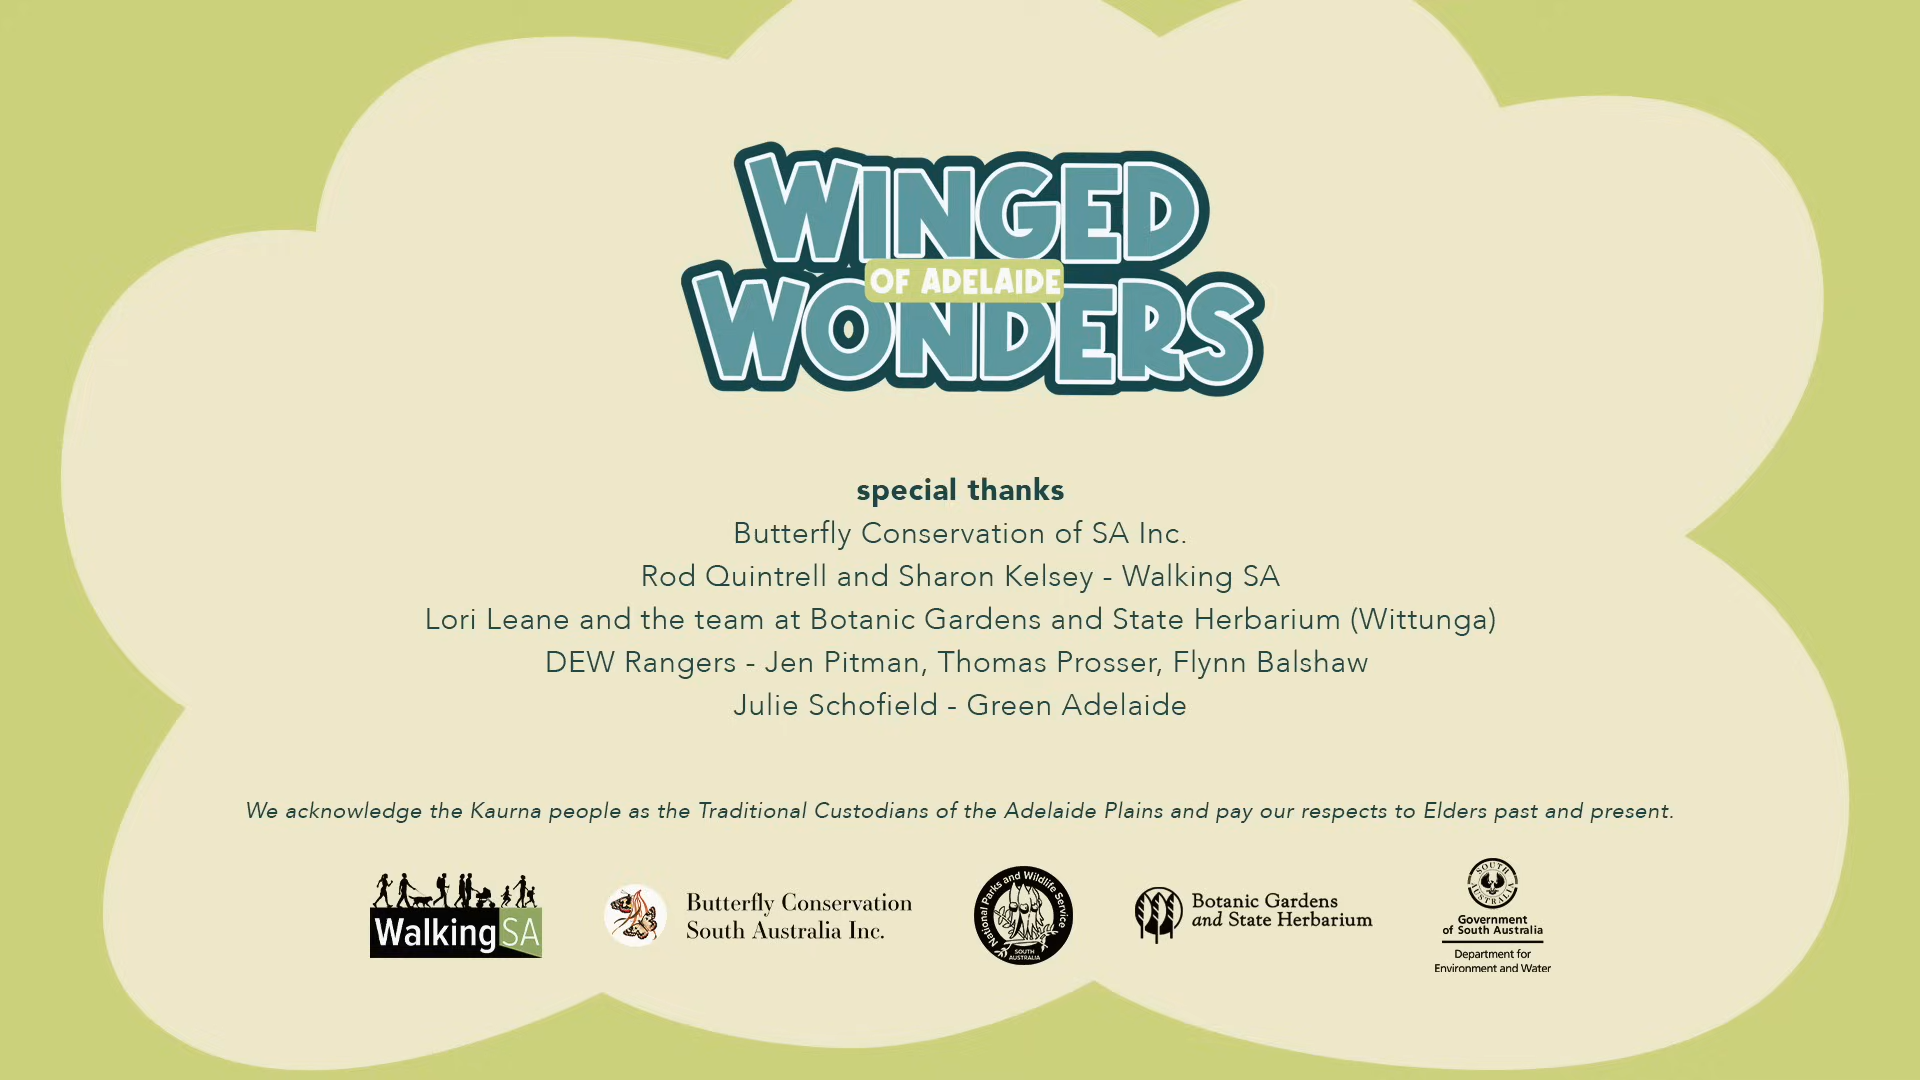 WINGED
OF ADELAIDE
WONDERS
special thanks
Butterfly Conservation of SA Inc.
Rod Quintrell and Sharon Kelsey - Walking SA
Lori Leane and the team at Botanic Gardens and State Herbarium (Wittunga)
DEW Rangers - Jen Pitman, Thomas Prosser, Flynn Balshaw
Julie Schofield - Green Adelaide
We acknowledge the Kaurna people as the Traditional Custodians of the Adelaide Plains and pay our respects to Elders past and present.
WalkingSA
Butterfly Conservation
South Australia Inc.
National Parks and Wildlife Service
SOUTH
AUSTRALIA
Botanic Gardens
and State Herbarium
SOUTH
AUSTRALIA
Government
of South Australia
Department for
Environment and Water